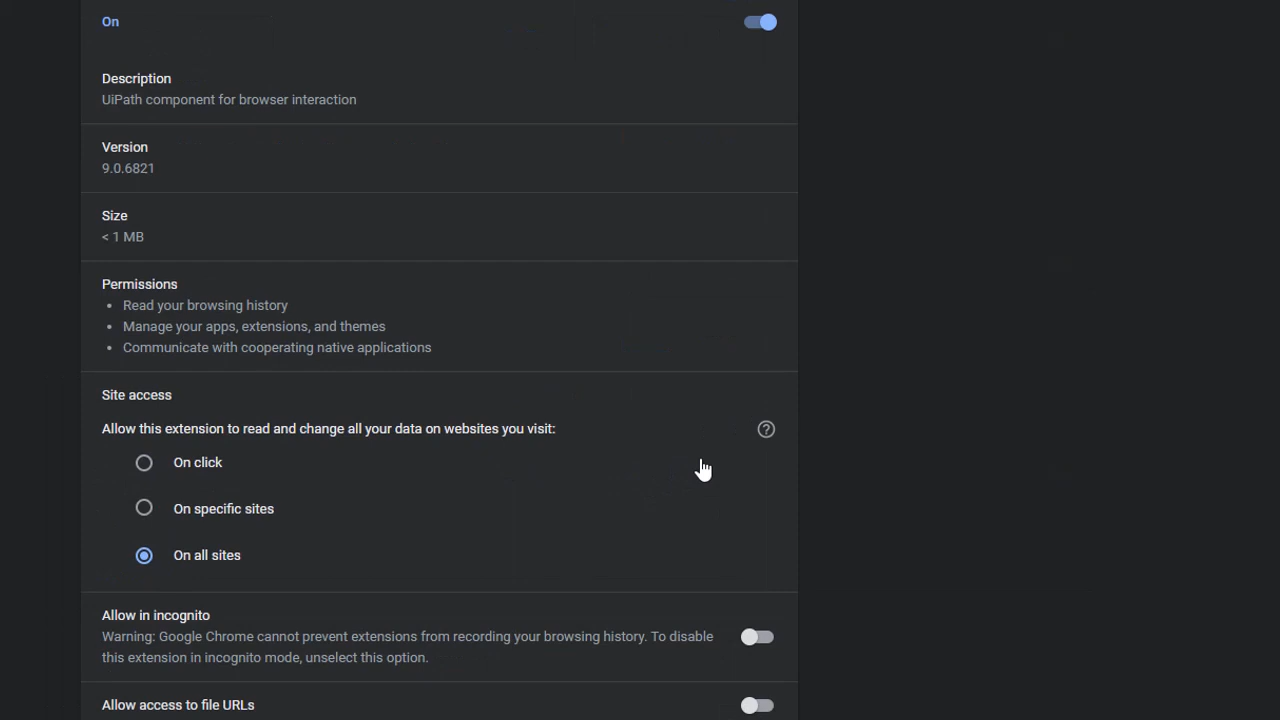 On
Description
UiPath component for browser interaction
Version
9.0.6821
Size
< 1 MB
Permissions
• Read your browsing history
• Manage your apps, extensions, and themes
• Communicate with cooperating native applications
Site access
Allow this extension to read and change all your data on websites you visit:
?
On click
On specific sites
On all sites
Allow in incognito
Warning: Google Chrome cannot prevent extensions from recording your browsing history. To disable
this extension in incognito mode, unselect this option.
Allow access to file URLs